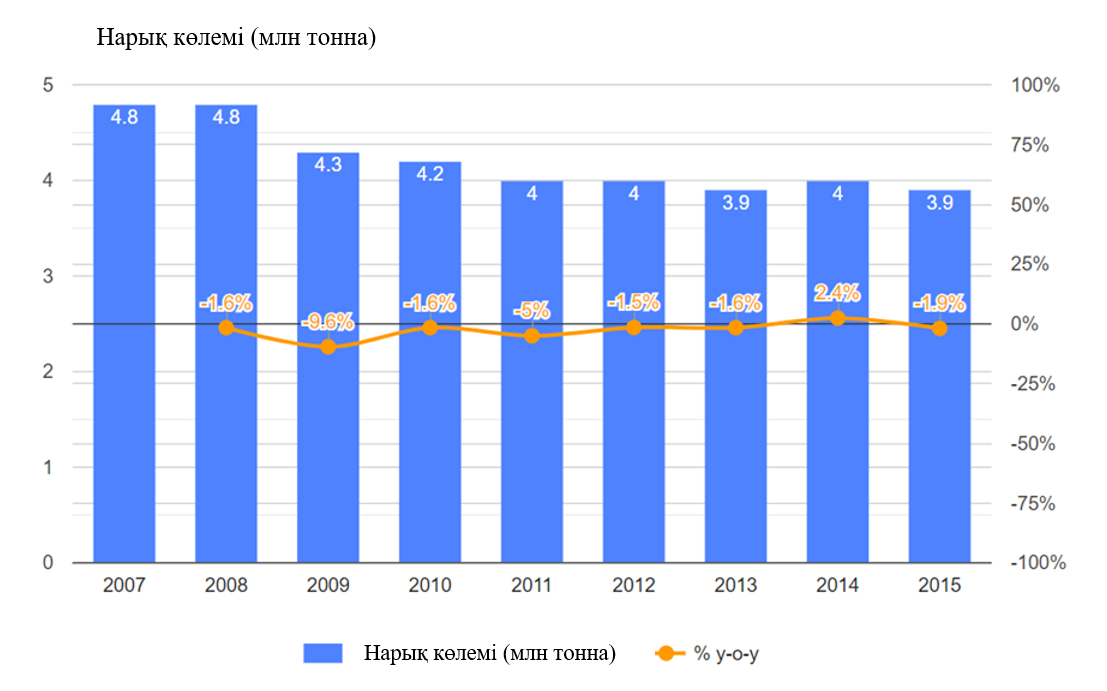 Нарық көлемі (млн тонна)
5 100%
4.8 4.8 4.3 4.2 4 4 3.9 4 3.9
75%
4
50%
3 25%
-1.6% -9.6% -1.6% -5% -1.5% -1.6% 2.4% -1.9%
0%
2
-25%
-50%
1
-75%
0 -100%
2007 2008 2009 2010 2011 2012 2013 2014 2015
Нарық көлемі (млн тонна) % y-o-y